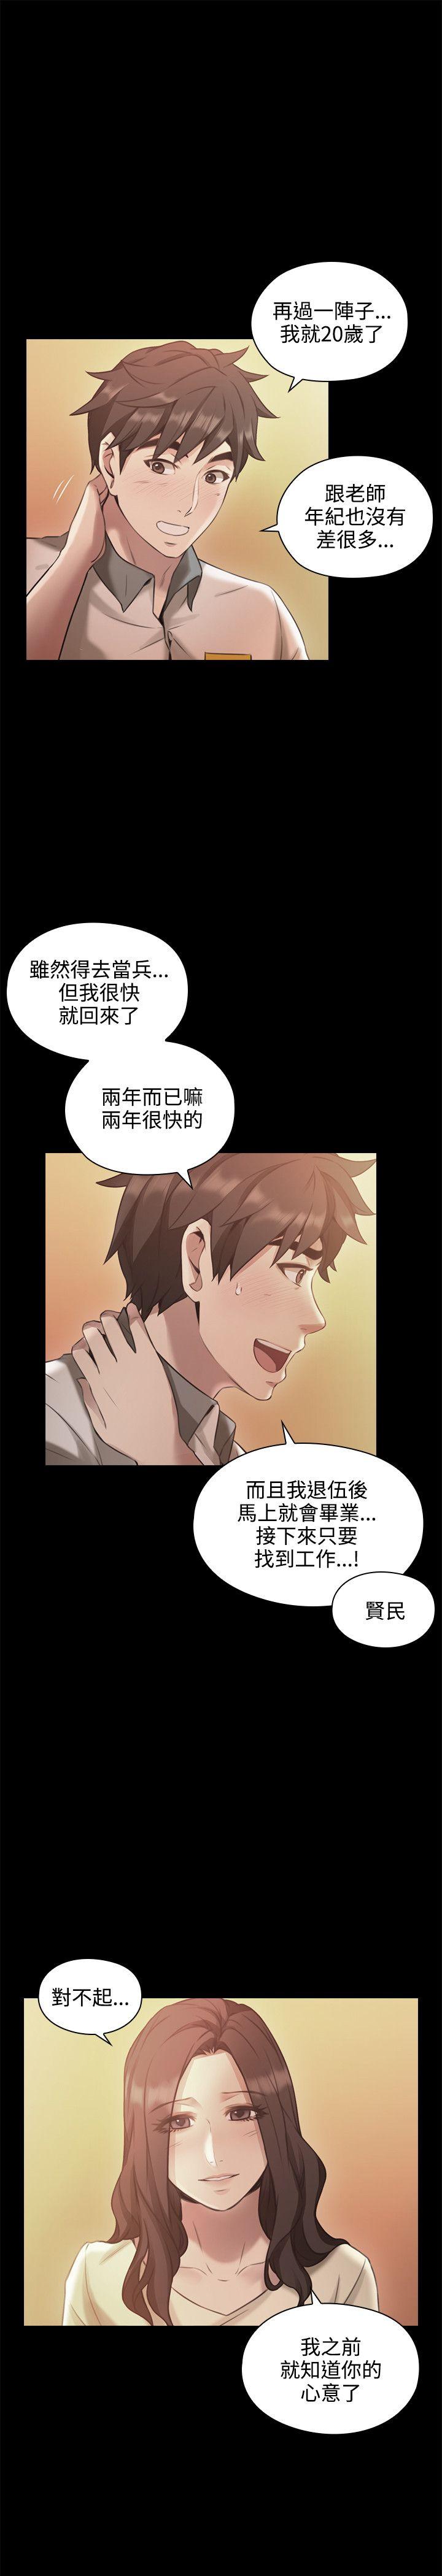 再過一陣子...
我就20歲了
跟老師
年紀也沒有
差很多...
雖然得去當兵...
但我很快
就回來了
兩年而已嘛
兩年很快的
而且我退伍後
馬上就會畢業...
接下來只要
找到工作...!
賢民
對不起...
我之前
就知道你的
心意了